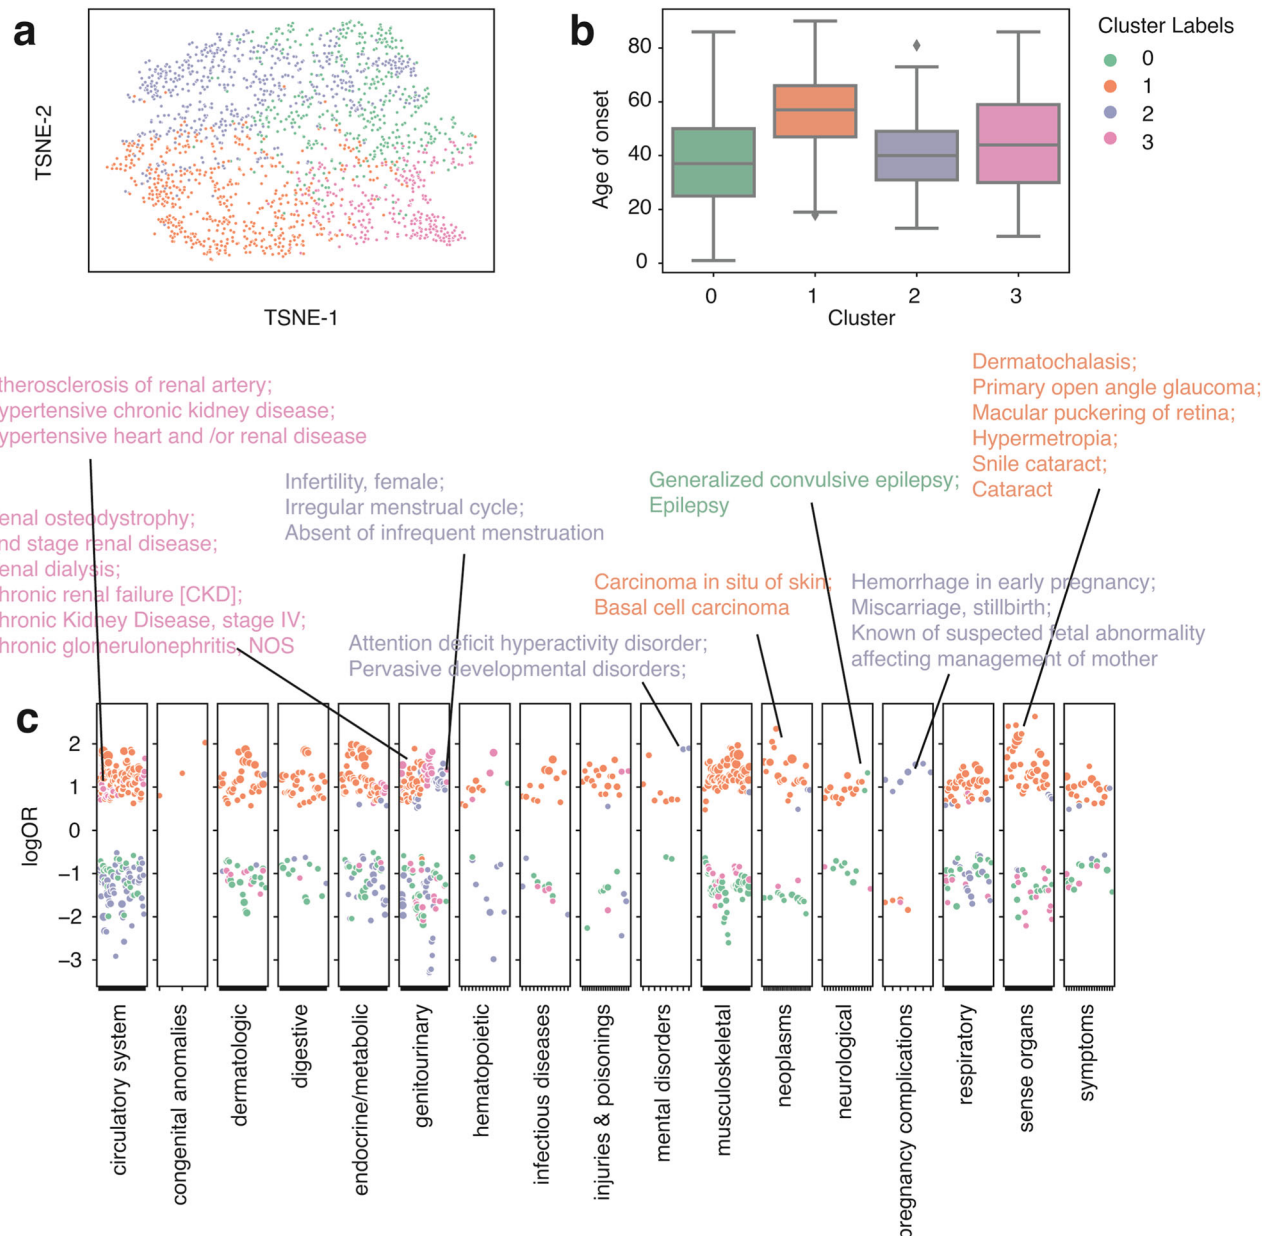 a
TSNE-2
TSNE-1
b
Age of onset
80
60
40
20
0
0 1 2 3
Cluster
Cluster Labels
0
1
2
3
therosclerosis of renal artery;
ypertensive chronic kidney disease;
ypertensive heart and /or renal disease
enal osteodystrophy;
nd stage renal disease;
enal dialysis;
hronic renal failure [CKD];
hronic Kidney Disease, stage IV;
hronic glomerulonephritis, NOS
Infertility, female;
Irregular menstrual cycle;
Absent of infrequent menstruation
Attention deficit hyperactivity disorder;
Pervasive developmental disorders;
Generalized convulsive epilepsy;
Epilepsy
Carcinoma in situ of skin;
Basal cell carcinoma
Dermatochalasis;
Primary open angle glaucoma;
Macular puckering of retina;
Hypermetropia;
Snile cataract;
Cataract
Hemorrhage in early pregnancy;
Miscarriage, stillbirth;
Known of suspected fetal abnormality
affecting management of mother
c
logOR
2
1
0
−1
−2
−3
circulatory system
congenital anomalies
dermatologic
digestive
endocrine/metabolic
genitourinary
hematopoietic
infectious diseases
injuries & poisonings
mental disorders
musculoskeletal
neoplasms
neurological
pregnancy complications
respiratory
sense organs
symptoms